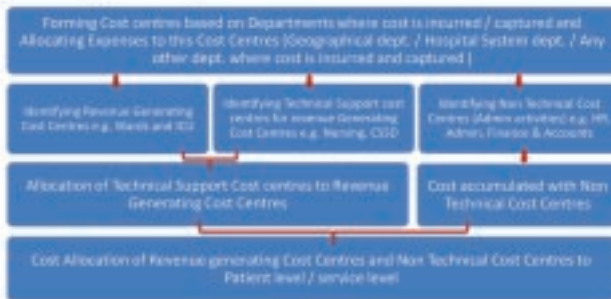 Forming Cost centres based on Departments where cost is incurred / captured and
Allocating Expenses to this Cost Centres (Geographical dept. / Hospital System dept. / Any
other dept. where cost is incurred and captured )
Identifying Revenue Generating
Cost Centres e.g. Wards and ICU
Identifying Technical Support cost
centres for revenue Generating
Cost Centres e.g. Nursing, CSSD
Identifying Non Technical Cost
Centres (Admin activities) e.g. HR,
Admin, Finance & Accounts
Allocation of Technical Support Cost centres to Revenue
Generating Cost Centres
Cost accumulated with Non
Technical Cost Centres
Cost Allocation of Revenue generating Cost Centres and Non Technical Cost Centres to
Patient level / service level